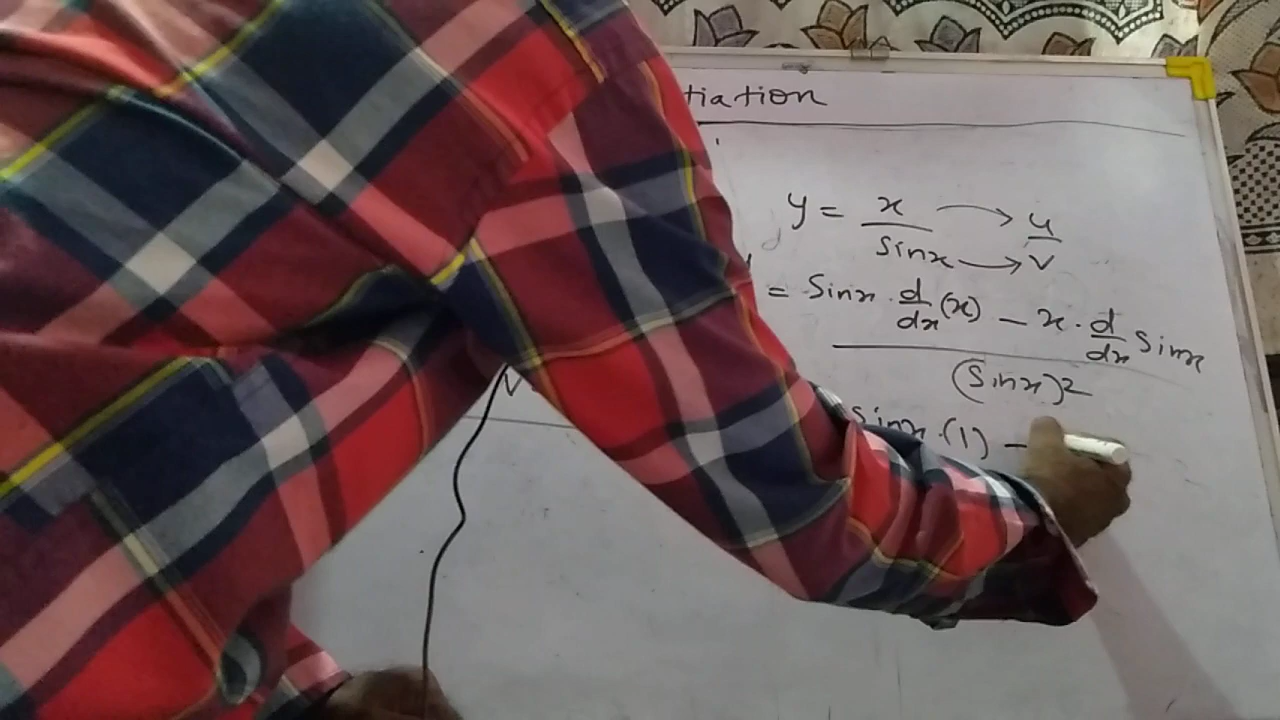 tiation
y = x → u
sinx → v
= Sinx . d/dx (x) - x . d/dx Sinx
(Sinx)2
Sinx . (1) -